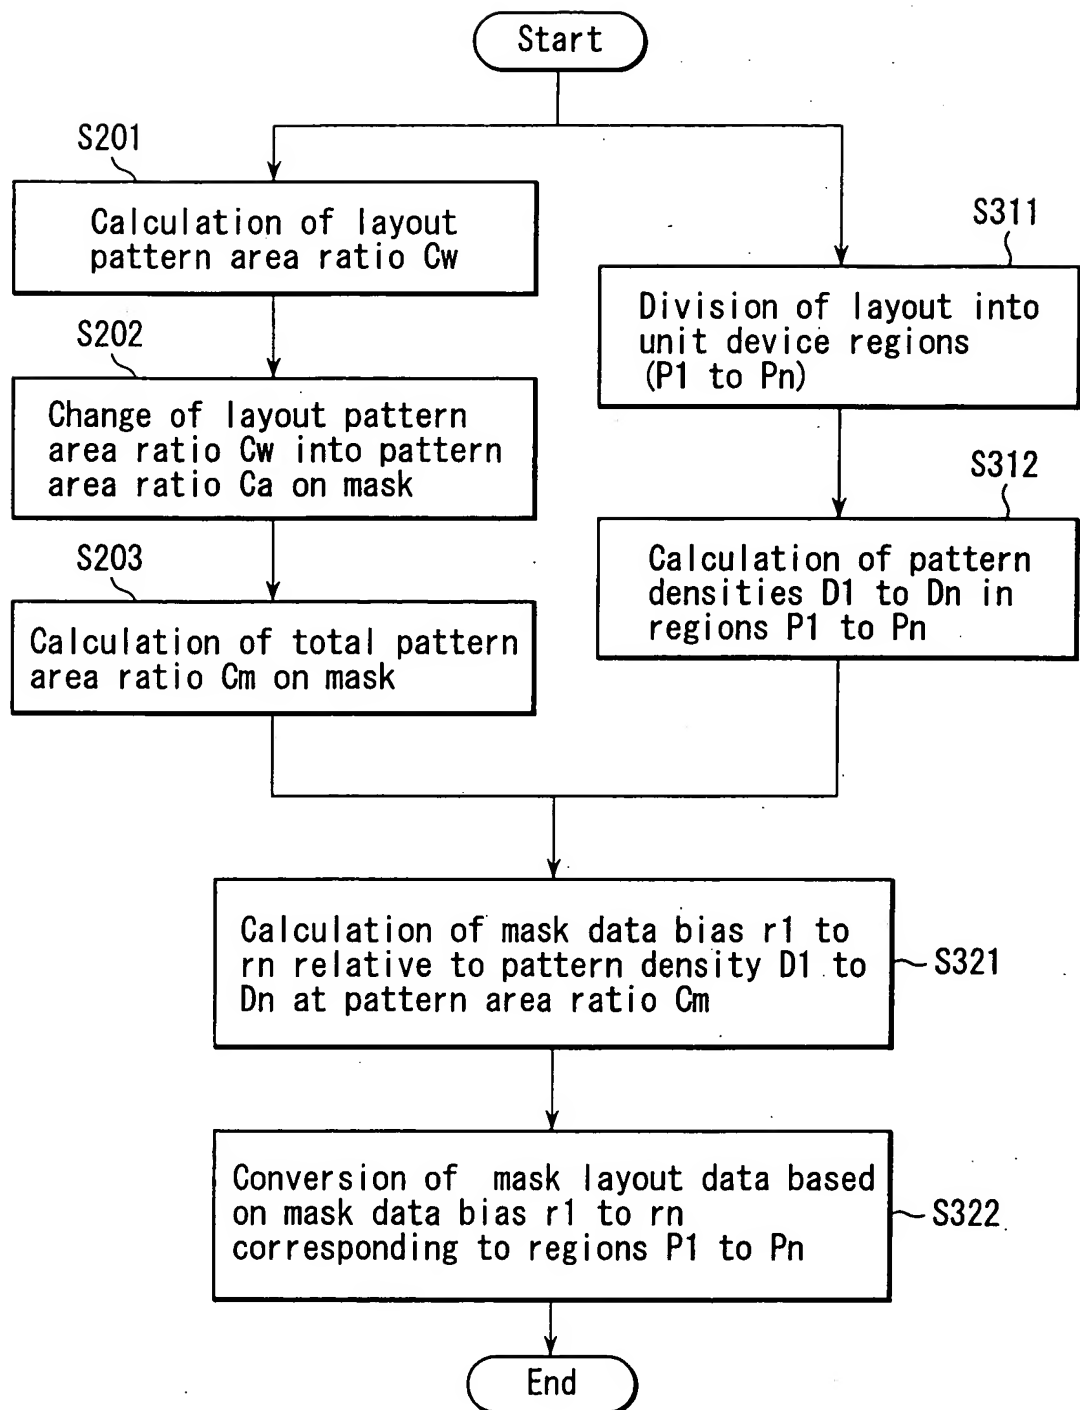 Start
S201
Calculation of layout
pattern area ratio Cw
S202
Change of layout pattern
area ratio Cw into pattern
area ratio Ca on mask
S203
Calculation of total pattern
area ratio Cm on mask
S311
Division of layout into
unit device regions
(P1 to Pn)
S312
Calculation of pattern
densities D1 to Dn in
regions P1 to Pn
Calculation of mask data bias r1 to
rn relative to pattern density D1 to
Dn at pattern area ratio Cm
S321
Conversion of mask layout data based
on mask data bias r1 to rn
corresponding to regions P1 to Pn
S322
End